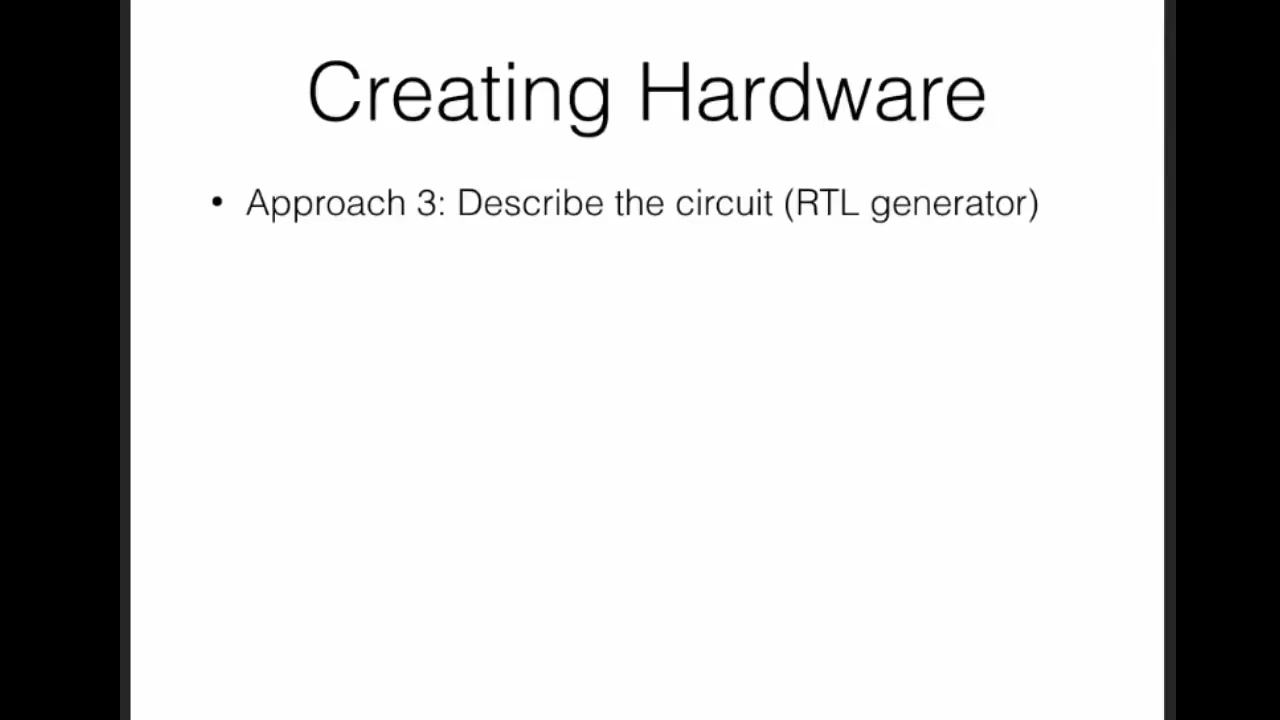 Creating Hardware
• Approach 3: Describe the circuit (RTL generator)